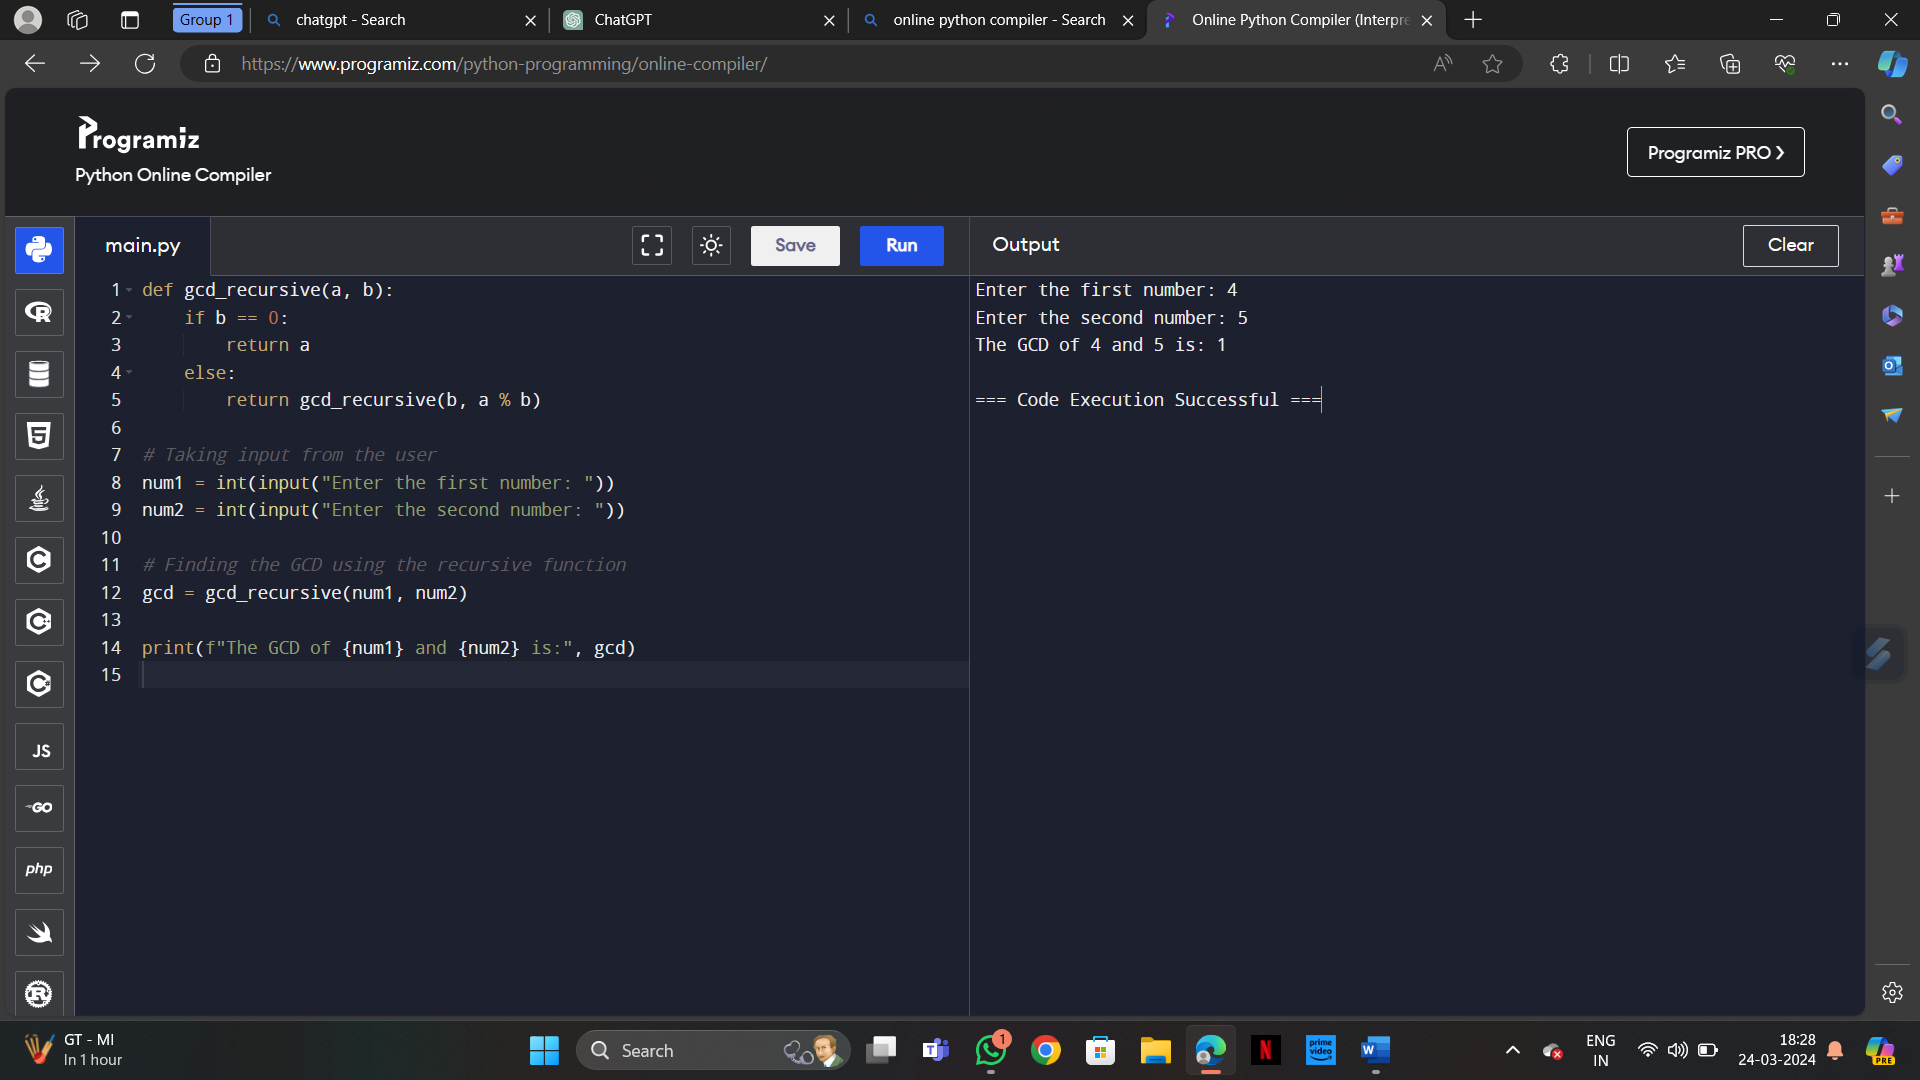 Group 1
chatgpt - Search
ChatGPT
online python compiler - Search
Online Python Compiler (Interpre
https://www.programiz.com/python-programming/online-compiler/
Programiz
Python Online Compiler
Programiz PRO ❯
main.py
Save
Run
Output
Clear
1 def gcd_recursive(a, b):
2     if b == 0:
3         return a
4     else:
5         return gcd_recursive(b, a % b)
6
7 # Taking input from the user
8 num1 = int(input("Enter the first number: "))
9 num2 = int(input("Enter the second number: "))
10
11 # Finding the GCD using the recursive function
12 gcd = gcd_recursive(num1, num2)
13
14 print(f"The GCD of {num1} and {num2} is:", gcd)
15
Enter the first number: 4
Enter the second number: 5
The GCD of 4 and 5 is: 1
=== Code Execution Successful ===
JS
GO
php
GT - MI
In 1 hour
Search
1
prime video
ENG
IN
18:28
24-03-2024
PRE